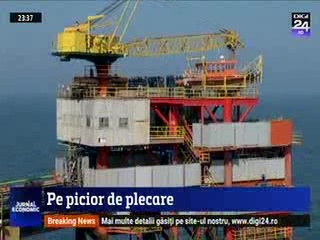 23:37
DIGI
24
HD
JURNAL
ECONOMIC
Pe picior de plecare
Breaking News Mai multe detalii găsiți pe site-ul nostru, www.digi24.ro